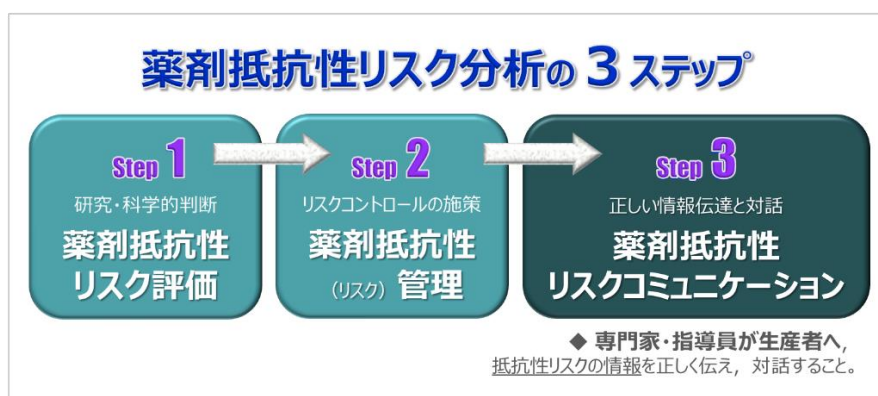 薬剤抵抗性リスク分析の3ステップ
Step 1
研究・科学的判断
薬剤抵抗性
リスク評価
Step 2
リスクコントロールの施策
薬剤抵抗性
（リスク）管理
Step 3
正しい情報伝達と対話
薬剤抵抗性
リスクコミュニケーション
◆ 専門家・指導員が生産者へ，
抵抗性リスクの情報を正しく伝え，対話すること。